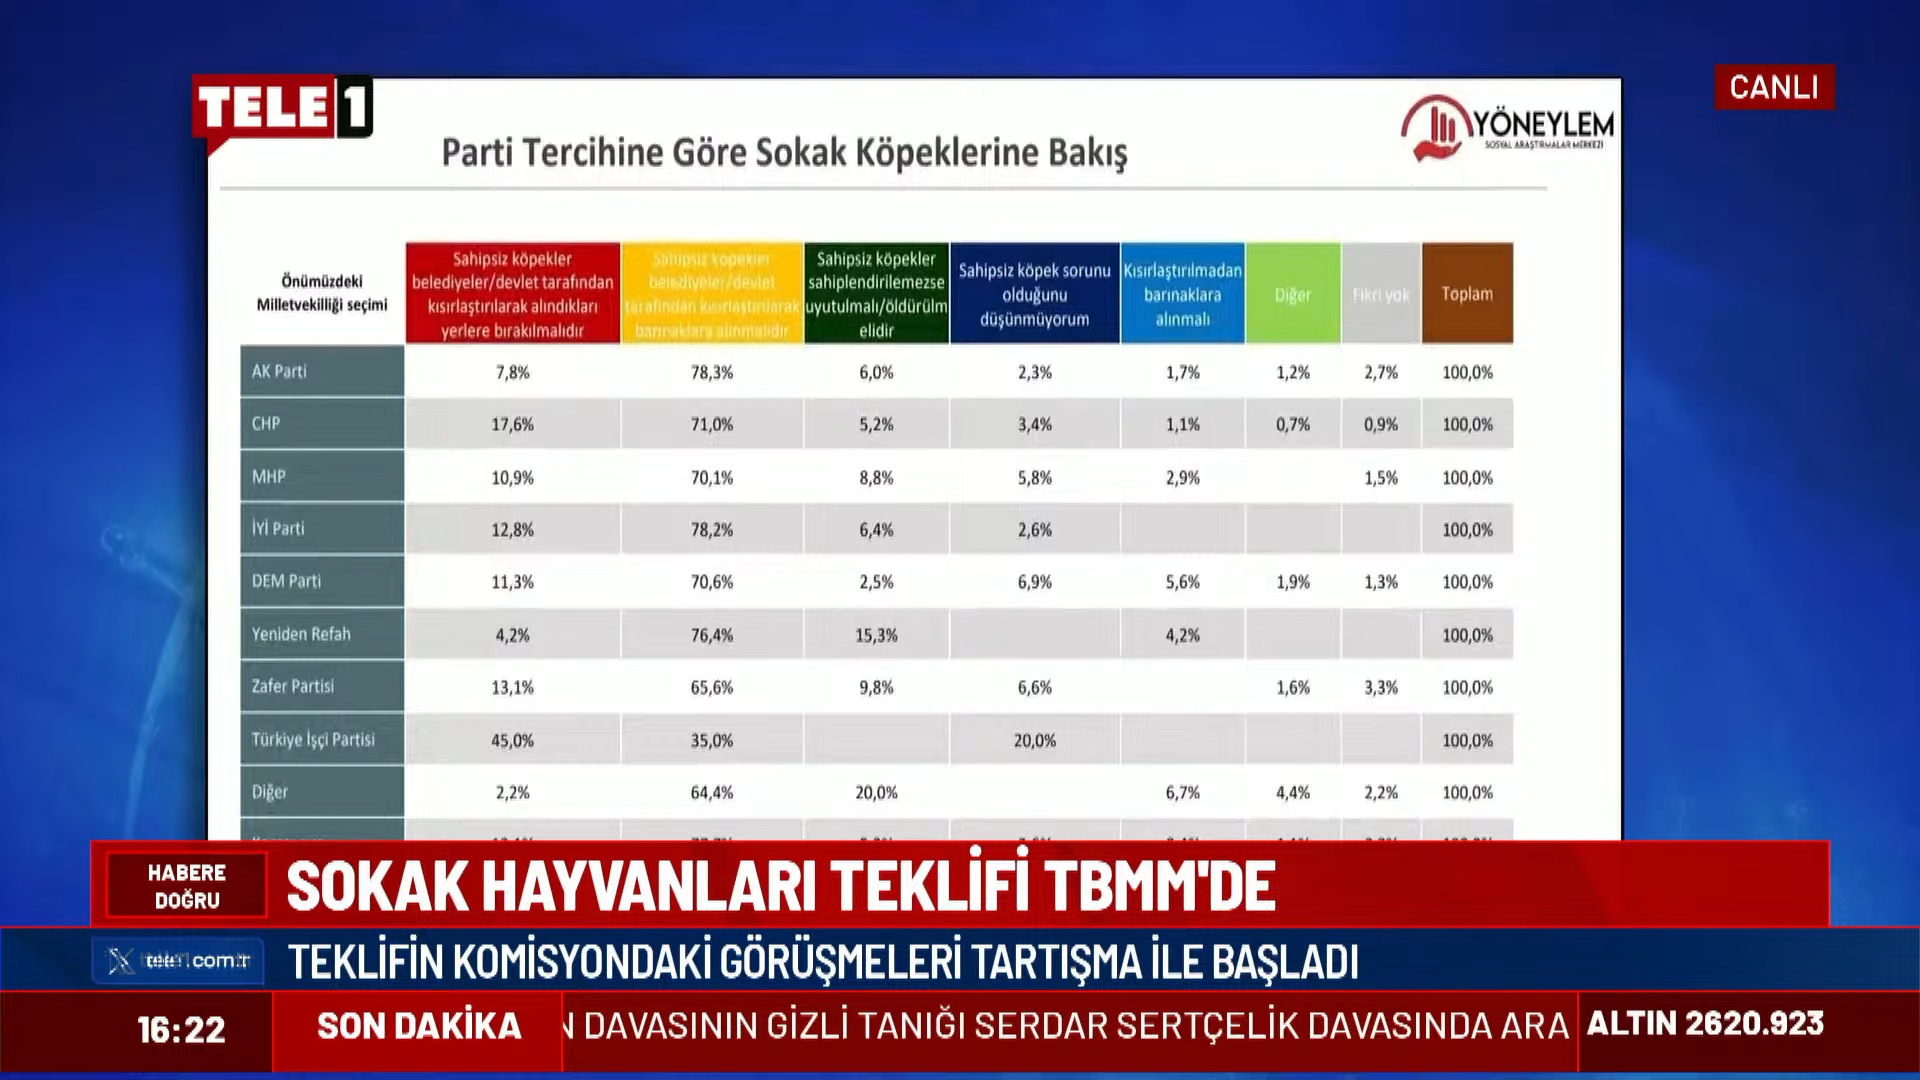 TELE 1
CANLI
YÖNEYLEM
SOSYAL ARAŞTIRMALAR MERKEZİ
Parti Tercihine Göre Sokak Köpeklerine Bakış
Önümüzdeki
Milletvekilliği seçimi
Sahipsiz köpekler
belediyeler/devlet tarafından
kısırlaştırılarak alındıkları
yerlere bırakılmalıdır
Sahipsiz köpekler
belediyeler/devlet
tarafından kısırlaştırılarak
barınaklara alınmalıdır
Sahipsiz köpekler
sahiplendirilemezse
uyutulmalı/öldürülm
elidir
Sahipsiz köpek sorunu
olduğunu
düşünmüyorum
Kısırlaştırılmadan
barınaklara
alınmalı
Diğer
Fikri yok
Toplam
AK Parti 7,8% 78,3% 6,0% 2,3% 1,7% 1,2% 2,7% 100,0%
CHP 17,6% 71,0% 5,2% 3,4% 1,1% 0,7% 0,9% 100,0%
MHP 10,9% 70,1% 8,8% 5,8% 2,9% 1,5% 100,0%
İYİ Parti 12,8% 78,2% 6,4% 2,6% 100,0%
DEM Parti 11,3% 70,6% 2,5% 6,9% 5,6% 1,9% 1,3% 100,0%
Yeniden Refah 4,2% 76,4% 15,3% 4,2% 100,0%
Zafer Partisi 13,1% 65,6% 9,8% 6,6% 1,6% 3,3% 100,0%
Türkiye İşçi Partisi 45,0% 35,0% 20,0% 100,0%
Diğer 2,2% 64,4% 20,0% 6,7% 4,4% 2,2% 100,0%
HABERE
DOĞRU
SOKAK HAYVANLARI TEKLİFİ TBMM'DE
tele1.com.tr
TEKLİFİN KOMİSYONDAKİ GÖRÜŞMELERİ TARTIŞMA İLE BAŞLADI
16:22
SON DAKİKA
N DAVASININ GİZLİ TANIĞI SERDAR SERTÇELİK DAVASINDA ARA
ALTIN 2620.923